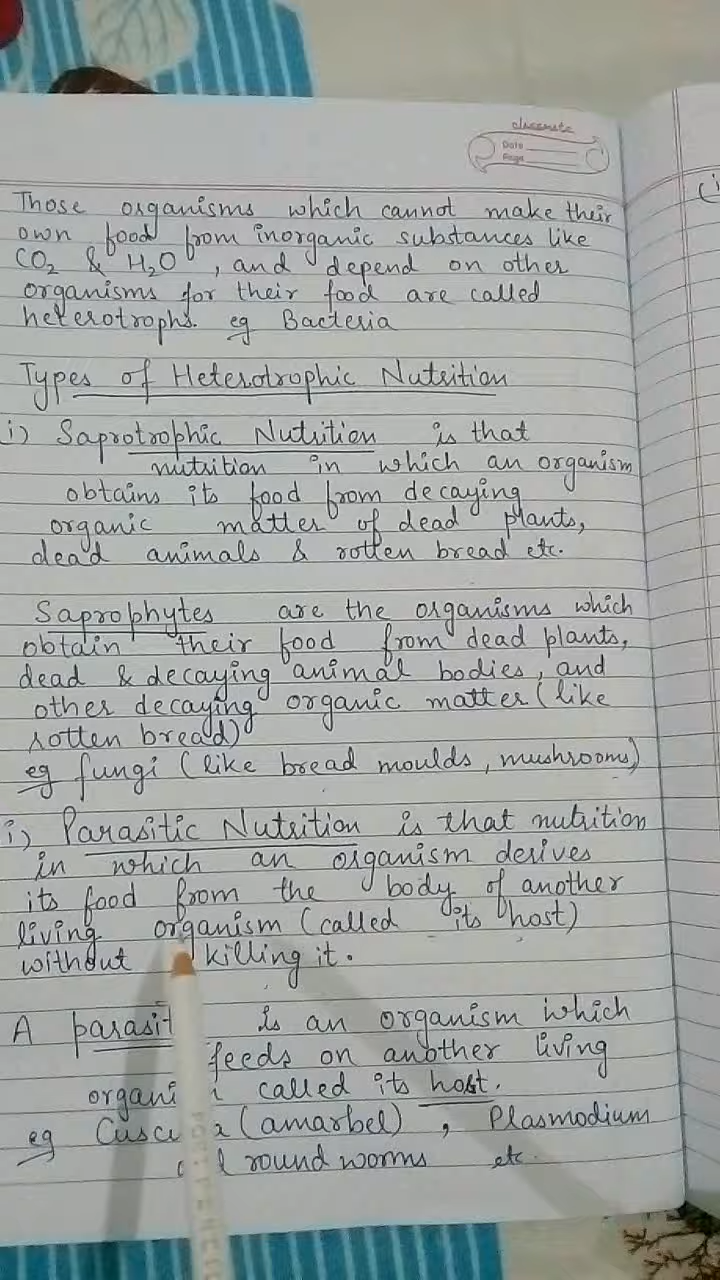 classmate
Date
Page
Those organisms which cannot make their
own food from inorganic substances like
CO₂ & H₂O, and depend on other
organisms for their food are called
heterotrophs. eg Bacteria
Types of Heterotrophic Nutrition
i) Saprotrophic Nutrition is that
nutrition in which an organism
obtains its food from decaying
organic matter of dead plants,
dead animals & rotten bread etc.
Saprophytes are the organisms which
obtain their food from dead plants,
dead & decaying animal bodies, and
other decaying organic matter (like
rotten bread)
eg fungi (like bread moulds, mushrooms)
i) Parasitic Nutrition is that nutrition
in which an organism derives
its food from the body of another
living organism (called its host)
without killing it.
A parasit is an organism which
feeds on another living
organi called its host.
eg Cusc a (amarbel), Plasmodium
round worms etc.